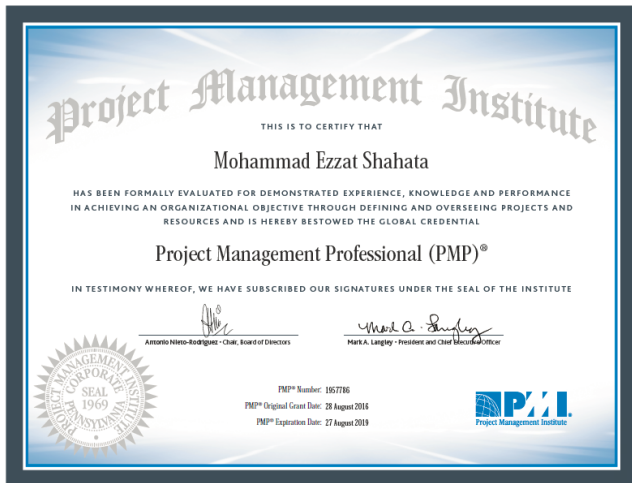 Project Management Institute
THIS IS TO CERTIFY THAT
Mohammad Ezzat Shahata
HAS BEEN FORMALLY EVALUATED FOR DEMONSTRATED EXPERIENCE, KNOWLEDGE AND PERFORMANCE
IN ACHIEVING AN ORGANIZATIONAL OBJECTIVE THROUGH DEFINING AND OVERSEEING PROJECTS AND
RESOURCES AND IS HEREBY BESTOWED THE GLOBAL CREDENTIAL
Project Management Professional (PMP)®
IN TESTIMONY WHEREOF, WE HAVE SUBSCRIBED OUR SIGNATURES UNDER THE SEAL OF THE INSTITUTE
Mark A. Langley
Antonio Nieto-Rodriguez - Chair, Board of Directors
Mark A. Langley - President and Chief Executive Officer
PROJECT MANAGEMENT INSTITUTE
CORPORATE
SEAL
1969
PENNSYLVANIA
PMP® Number: 1957786
PMP® Original Grant Date: 28 August 2016
PMP® Expiration Date: 27 August 2019
PMI
Project Management Institute